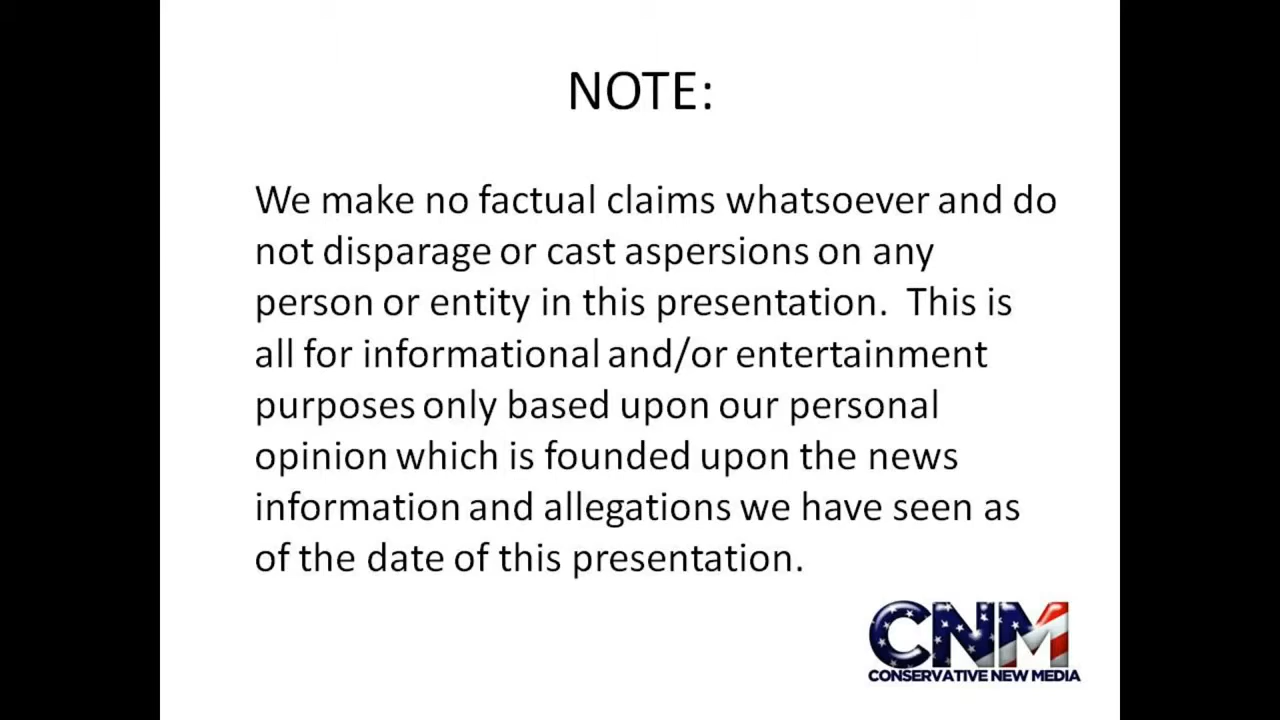 NOTE:
We make no factual claims whatsoever and do
not disparage or cast aspersions on any
person or entity in this presentation.  This is
all for informational and/or entertainment
purposes only based upon our personal
opinion which is founded upon the news
information and allegations we have seen as
of the date of this presentation.
CNM
CONSERVATIVE NEW MEDIA